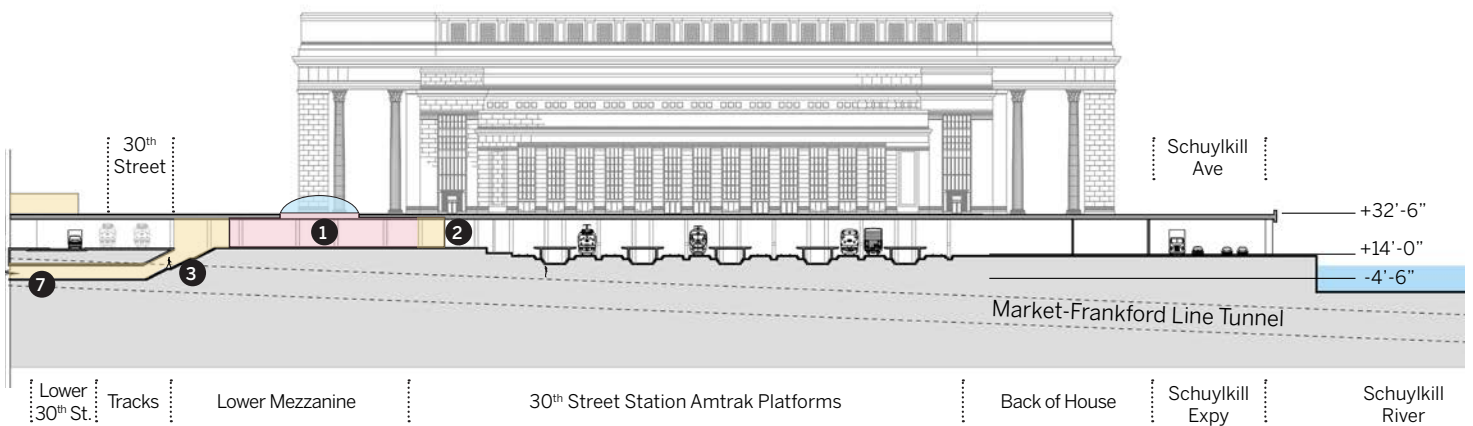 30th
Street
Schuylkill
Ave
1
2
3
7
+32'-6"
+14'-0"
-4'-6"
Market-Frankford Line Tunnel
Lower
30th St.
Tracks
Lower Mezzanine
30th Street Station Amtrak Platforms
Back of House
Schuylkill
Expy
Schuylkill
River